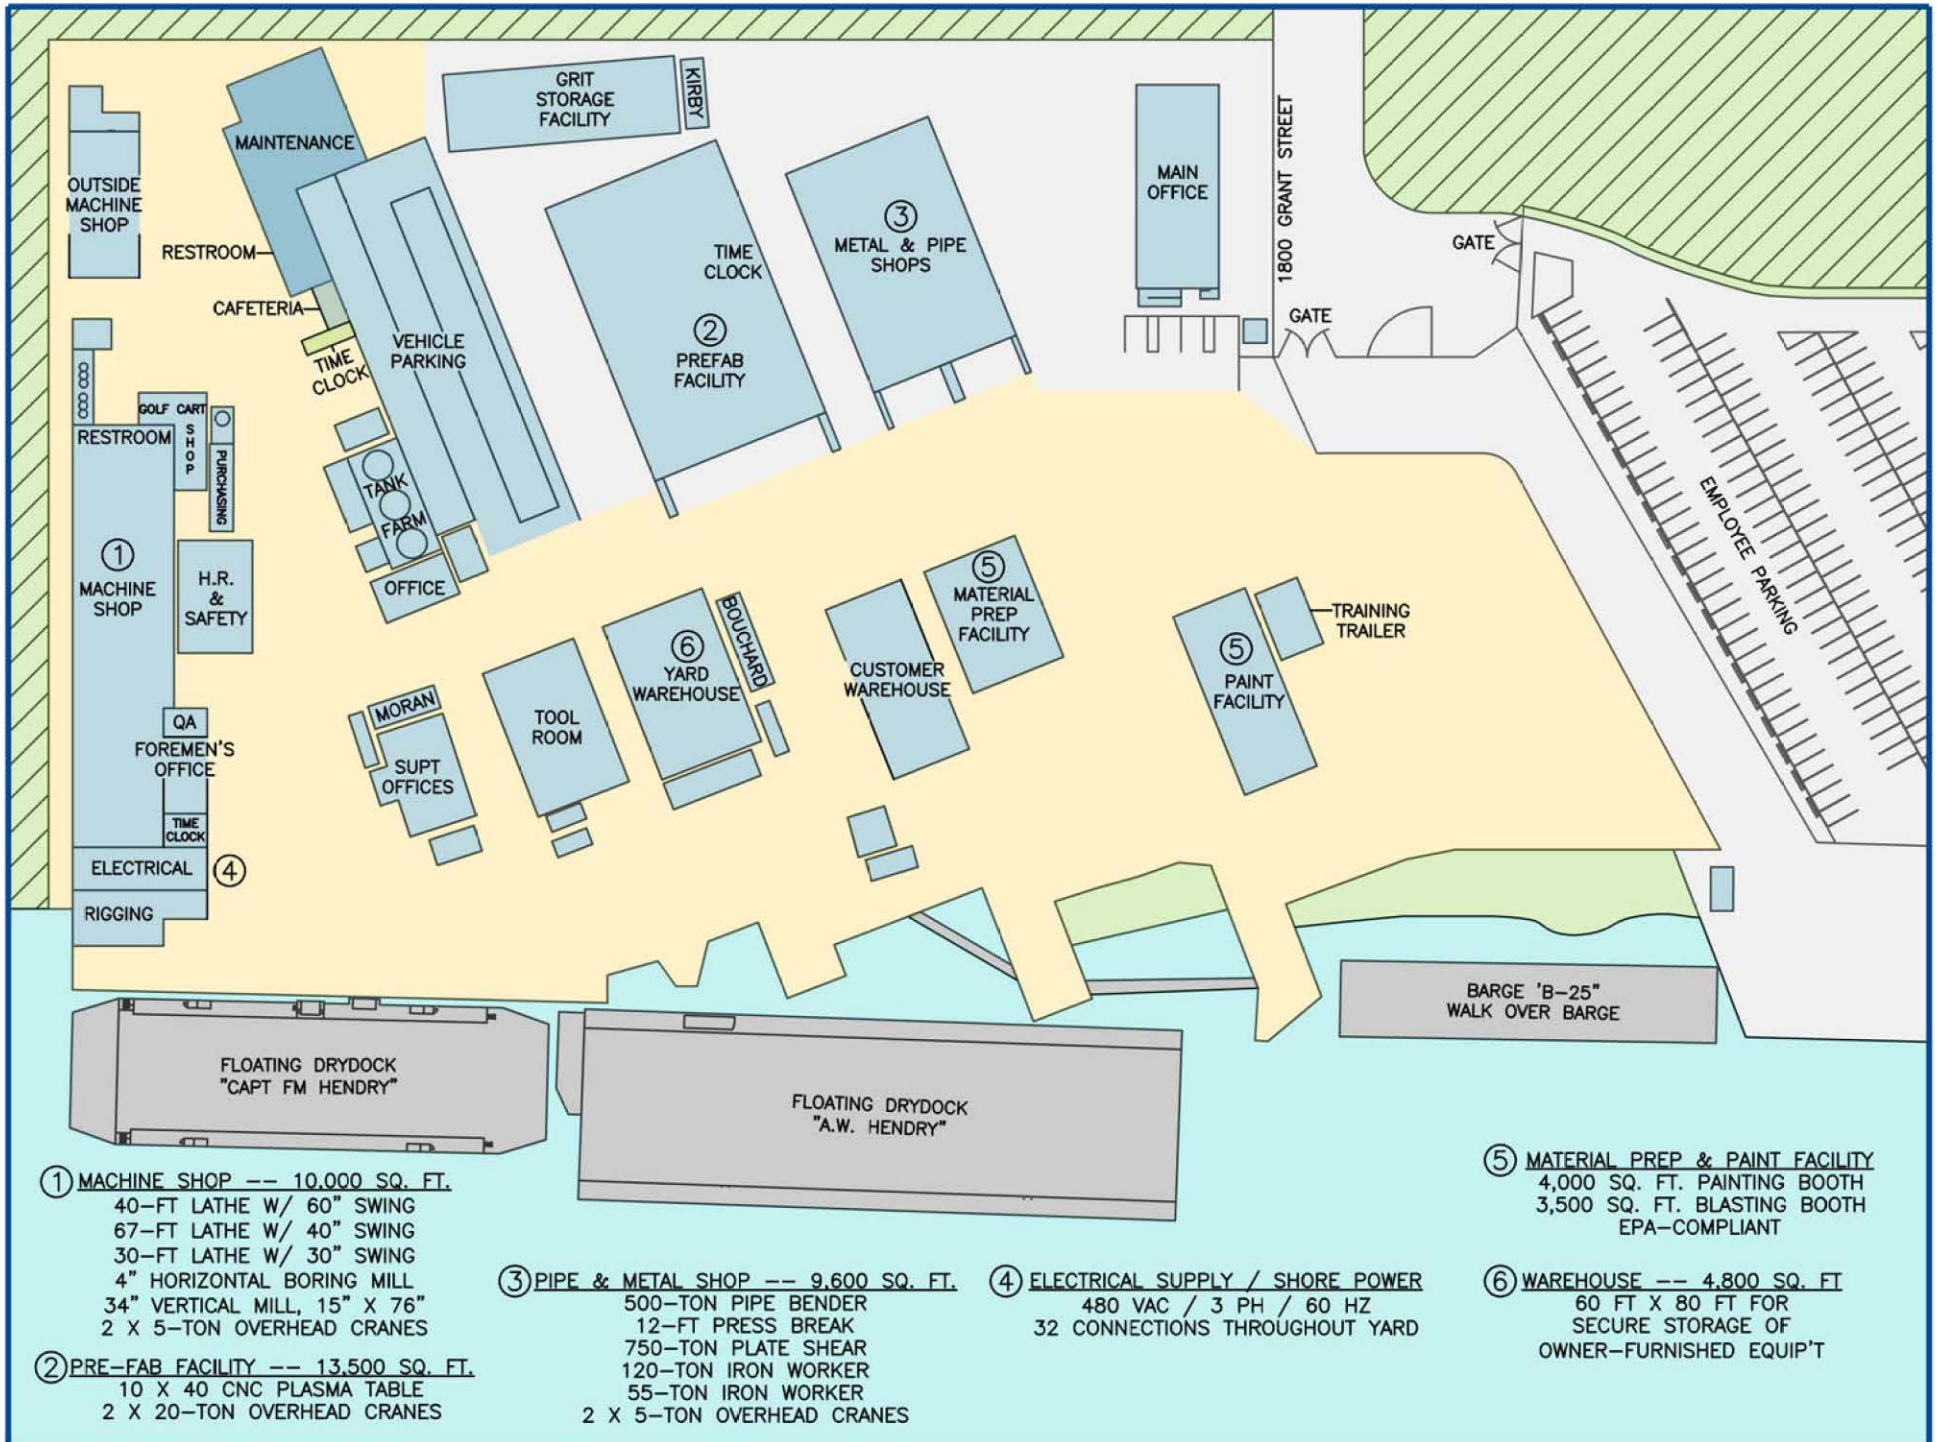 GRIT
STORAGE
FACILITY
KIRBY
MAINTENANCE
OUTSIDE
MACHINE
SHOP
RESTROOM
CAFETERIA
TIME
CLOCK
VEHICLE
PARKING
TIME
CLOCK
2
PREFAB
FACILITY
3
METAL & PIPE
SHOPS
MAIN
OFFICE
1800 GRANT STREET
GATE
GATE
EMPLOYEE PARKING
GOLF CART
SHOP
RESTROOM
PURCHASING
TANK
FARM
OFFICE
1
MACHINE
SHOP
H.R.
&
SAFETY
QA
FOREMEN'S
OFFICE
TIME
CLOCK
ELECTRICAL
4
RIGGING
MORAN
SUPT
OFFICES
TOOL
ROOM
6
YARD
WAREHOUSE
BOUCHARD
CUSTOMER
WAREHOUSE
5
MATERIAL
PREP
FACILITY
5
PAINT
FACILITY
TRAINING
TRAILER
FLOATING DRYDOCK
"CAPT FM HENDRY"
FLOATING DRYDOCK
"A.W. HENDRY"
BARGE 'B-25"
WALK OVER BARGE
1 MACHINE SHOP -- 10,000 SQ. FT.
40-FT LATHE W/ 60" SWING
67-FT LATHE W/ 40" SWING
30-FT LATHE W/ 30" SWING
4" HORIZONTAL BORING MILL
34" VERTICAL MILL, 15" X 76"
2 X 5-TON OVERHEAD CRANES
2 PRE-FAB FACILITY -- 13,500 SQ. FT.
10 X 40 CNC PLASMA TABLE
2 X 20-TON OVERHEAD CRANES
3 PIPE & METAL SHOP -- 9,600 SQ. FT.
500-TON PIPE BENDER
12-FT PRESS BREAK
750-TON PLATE SHEAR
120-TON IRON WORKER
55-TON IRON WORKER
2 X 5-TON OVERHEAD CRANES
4 ELECTRICAL SUPPLY / SHORE POWER
480 VAC / 3 PH / 60 HZ
32 CONNECTIONS THROUGHOUT YARD
5 MATERIAL PREP & PAINT FACILITY
4,000 SQ. FT. PAINTING BOOTH
3,500 SQ. FT. BLASTING BOOTH
EPA-COMPLIANT
6 WAREHOUSE -- 4,800 SQ. FT
60 FT X 80 FT FOR
SECURE STORAGE OF
OWNER-FURNISHED EQUIP'T